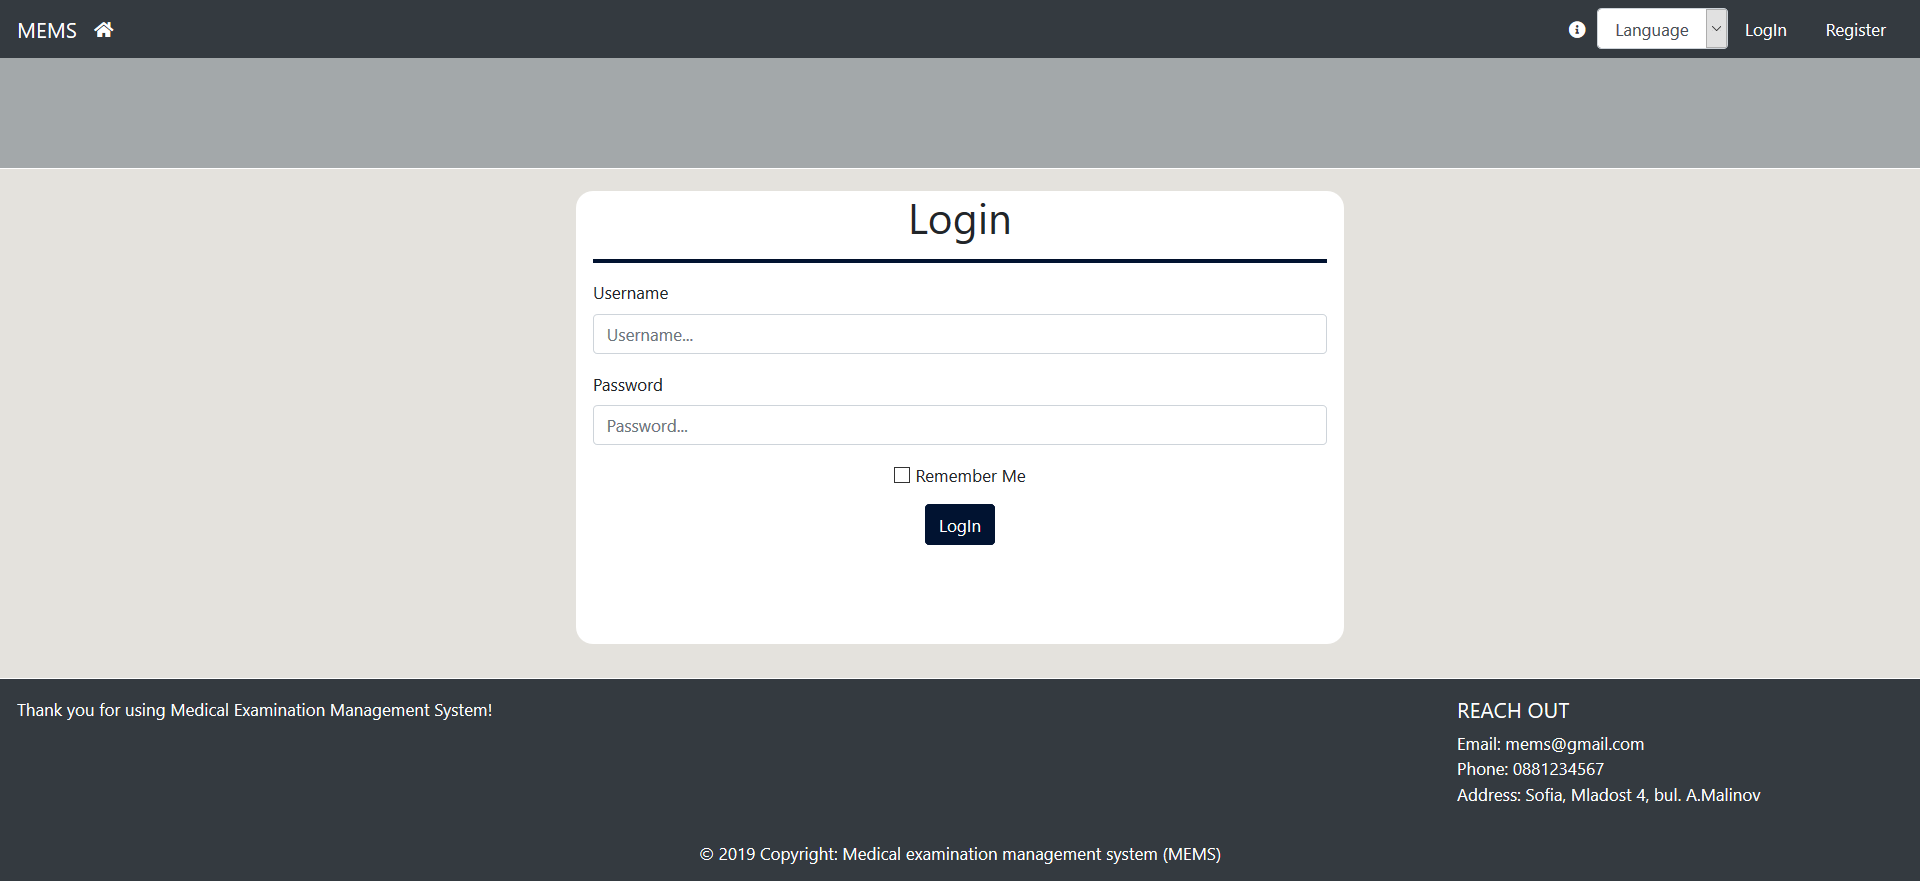 MEMS
Language
LogIn
Register
Login
Username
Username...
Password
Password...
Remember Me
LogIn
Thank you for using Medical Examination Management System!
REACH OUT
Email: mems@gmail.com
Phone: 0881234567
Address: Sofia, Mladost 4, bul. A.Malinov
© 2019 Copyright: Medical examination management system (MEMS)